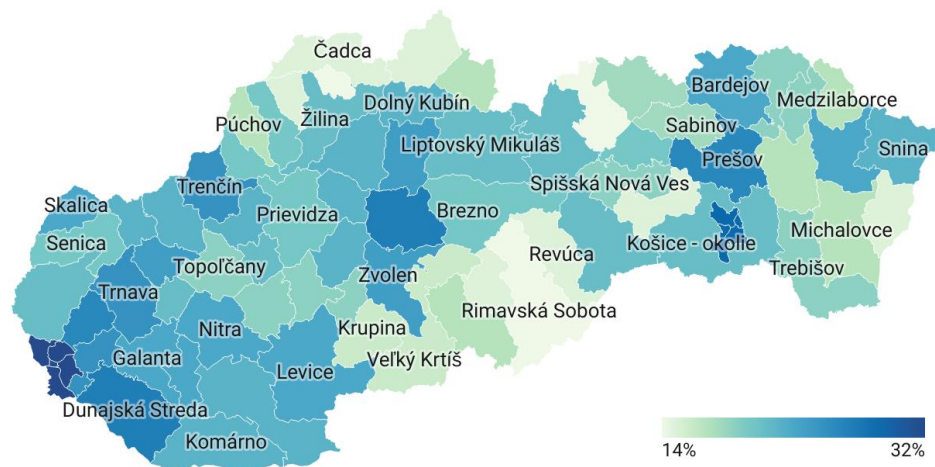 Čadca
Bardejov
Dolný Kubín
Medzilaborce
Púchov
Žilina
Sabinov
Liptovský Mikuláš
Prešov
Snina
Trenčín
Spišská Nová Ves
Skalica
Prievidza
Brezno
Michalovce
Senica
Revúca
Košice - okolie
Topoľčany
Zvolen
Trebišov
Trnava
Rimavská Sobota
Nitra
Krupina
Galanta
Veľký Krtíš
Levice
Dunajská Streda
Komárno
14%
32%